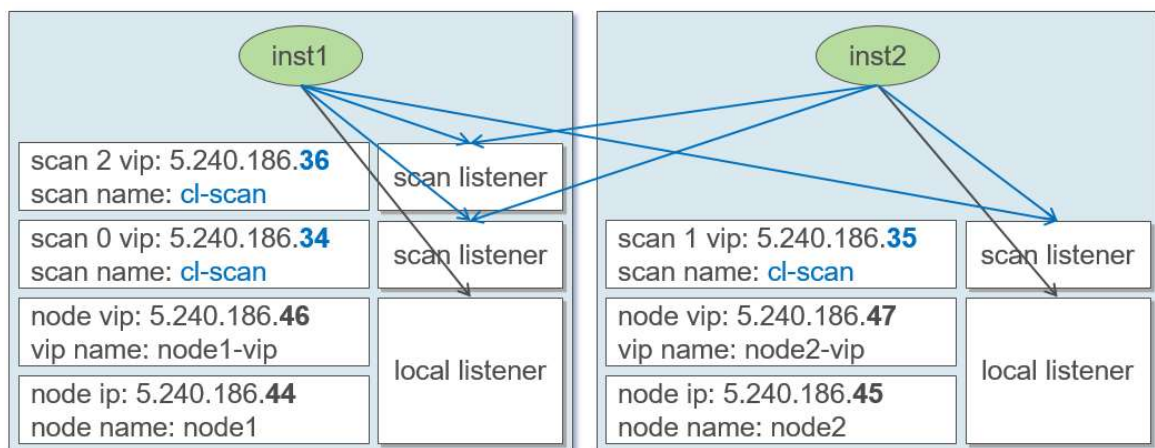 inst1
scan 2 vip: 5.240.186.36
scan name: cl-scan
scan listener
scan 0 vip: 5.240.186.34
scan name: cl-scan
scan listener
node vip: 5.240.186.46
vip name: node1-vip
node ip: 5.240.186.44
node name: node1
local listener
inst2
scan 1 vip: 5.240.186.35
scan name: cl-scan
scan listener
node vip: 5.240.186.47
vip name: node2-vip
node ip: 5.240.186.45
node name: node2
local listener